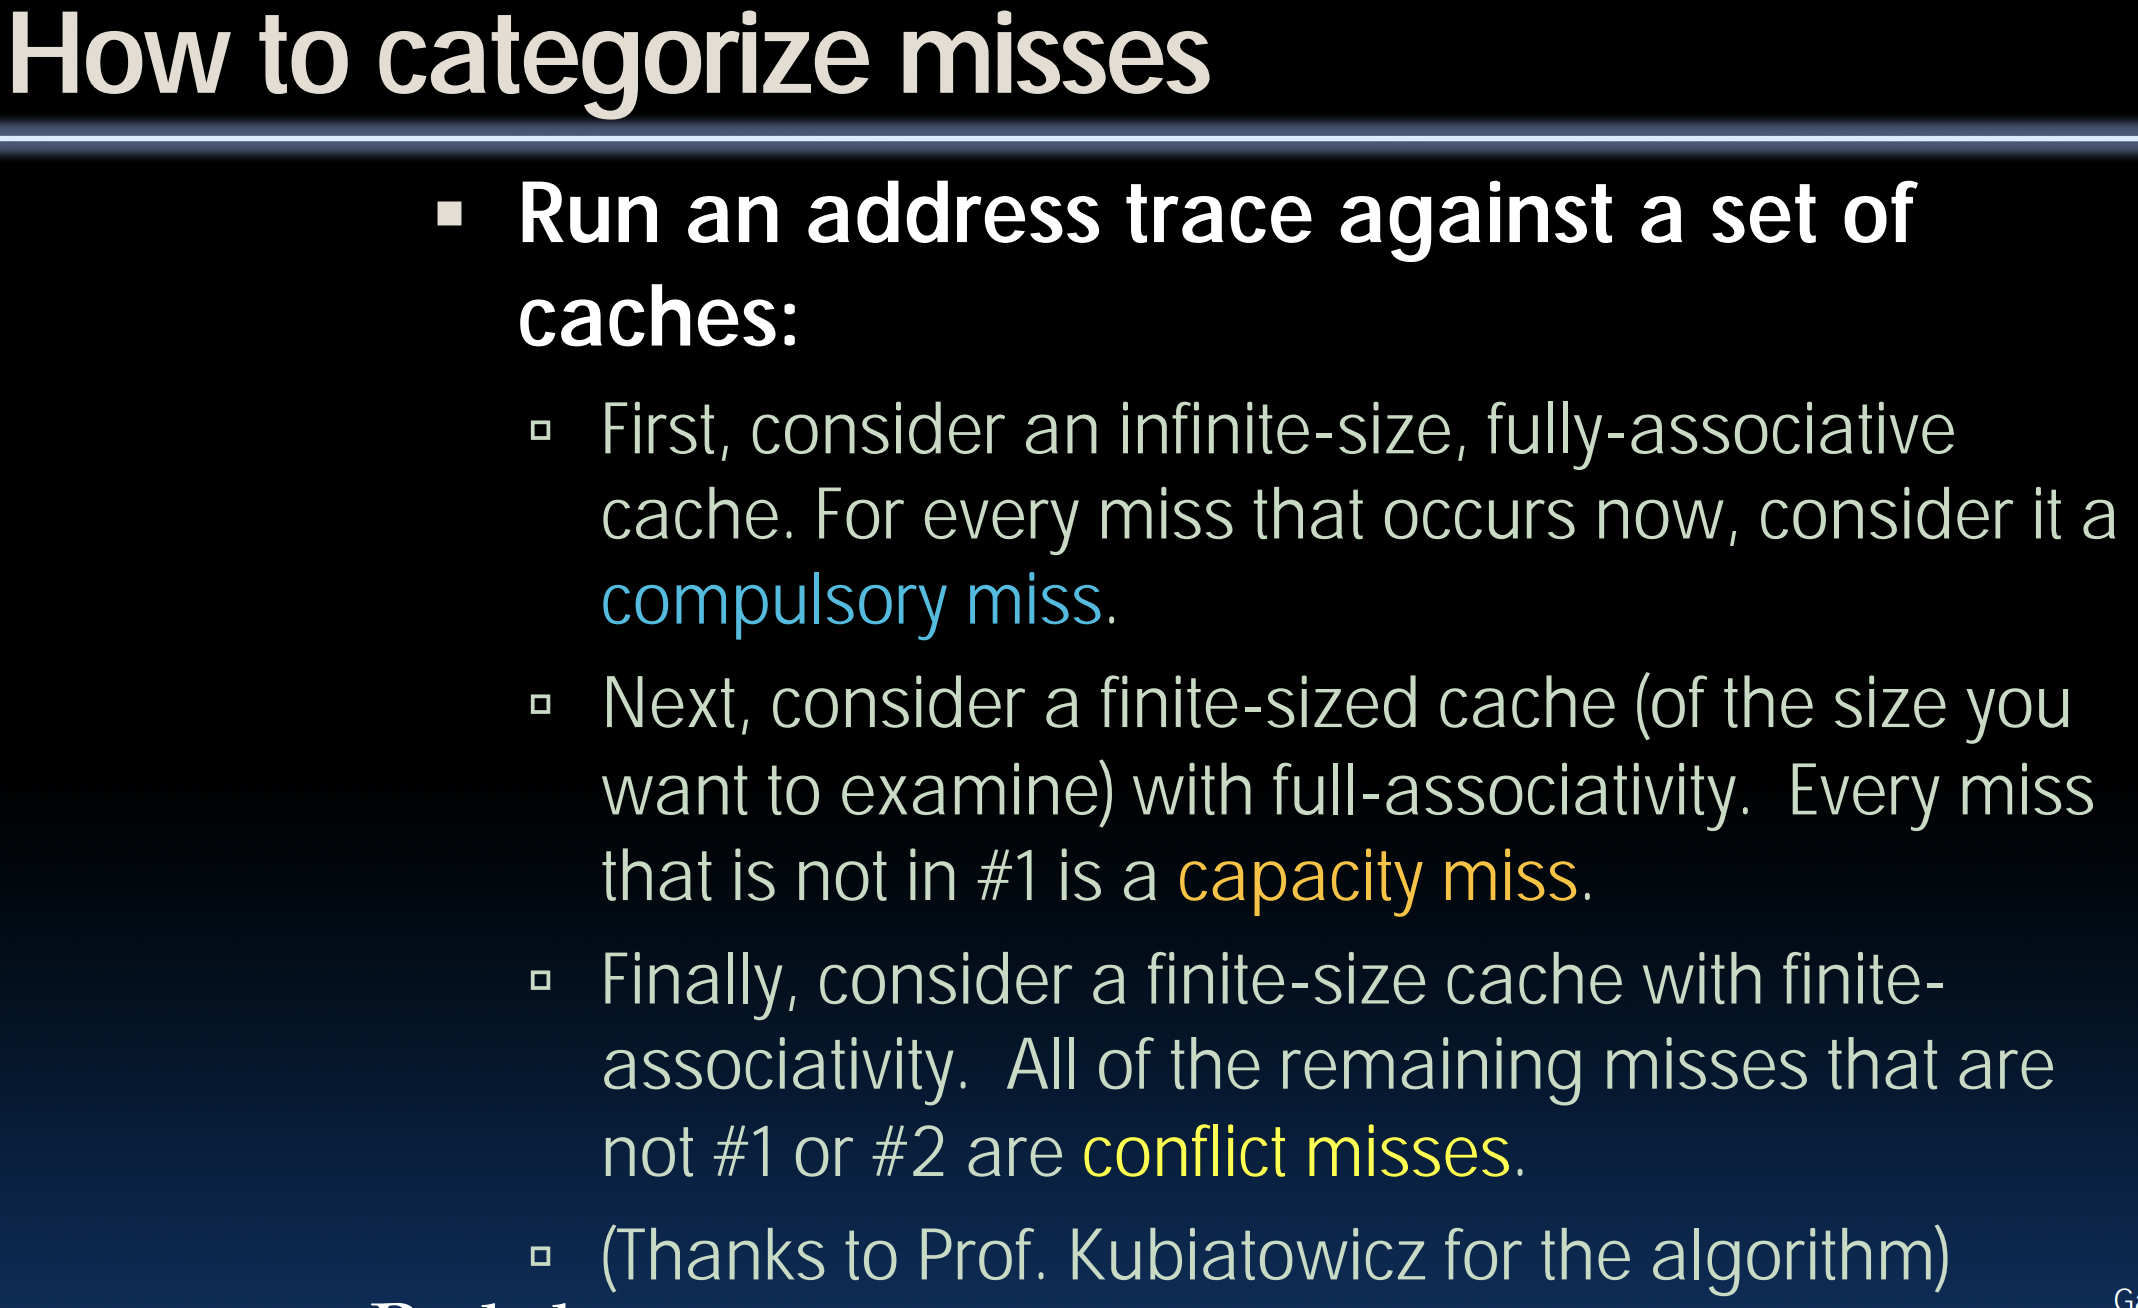 How to categorize misses
Run an address trace against a set of
caches:
First, consider an infinite-size, fully-associative
cache. For every miss that occurs now, consider it a
compulsory miss.
Next, consider a finite-sized cache (of the size you
want to examine) with full-associativity.  Every miss
that is not in #1 is a capacity miss.
Finally, consider a finite-size cache with finite-
associativity.  All of the remaining misses that are
not #1 or #2 are conflict misses.
(Thanks to Prof. Kubiatowicz for the algorithm)